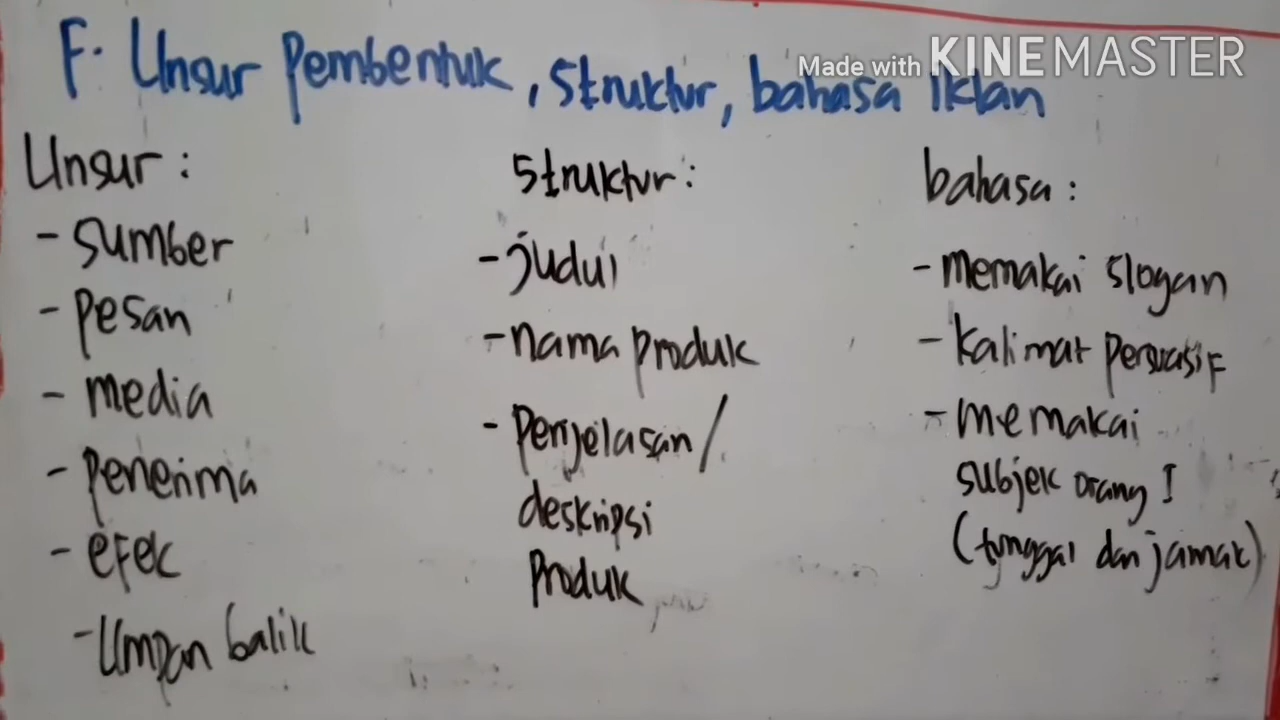 Made with KINEMASTER
F. Unsur Pembentuk, Struktur, bahasa Iklan
Unsur :
- sumber
- Pesan
- media
- Penerima
- efek
- Umpan balik
Struktur :
- judul
- nama produk
- Penjelasan /
deskripsi
Produk
bahasa :
- memakai slogan
- Kalimat Persuasif
- memakai
subjek orang I
(tunggal dan jamak)